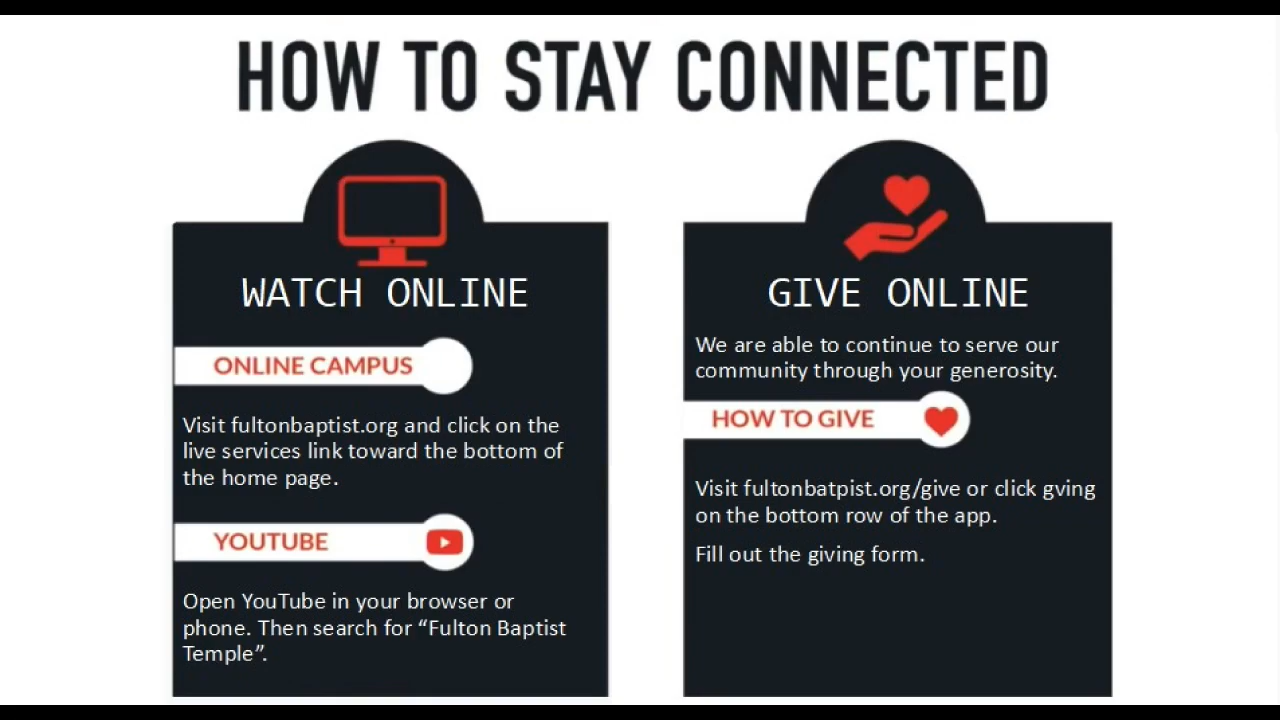 HOW TO STAY CONNECTED
WATCH ONLINE
ONLINE CAMPUS
Visit fultonbaptist.org and click on the
live services link toward the bottom of
the home page.
YOUTUBE
Open YouTube in your browser or
phone. Then search for “Fulton Baptist
Temple”.
GIVE ONLINE
We are able to continue to serve our
community through your generosity.
HOW TO GIVE
Visit fultonbatpist.org/give or click gving
on the bottom row of the app.
Fill out the giving form.